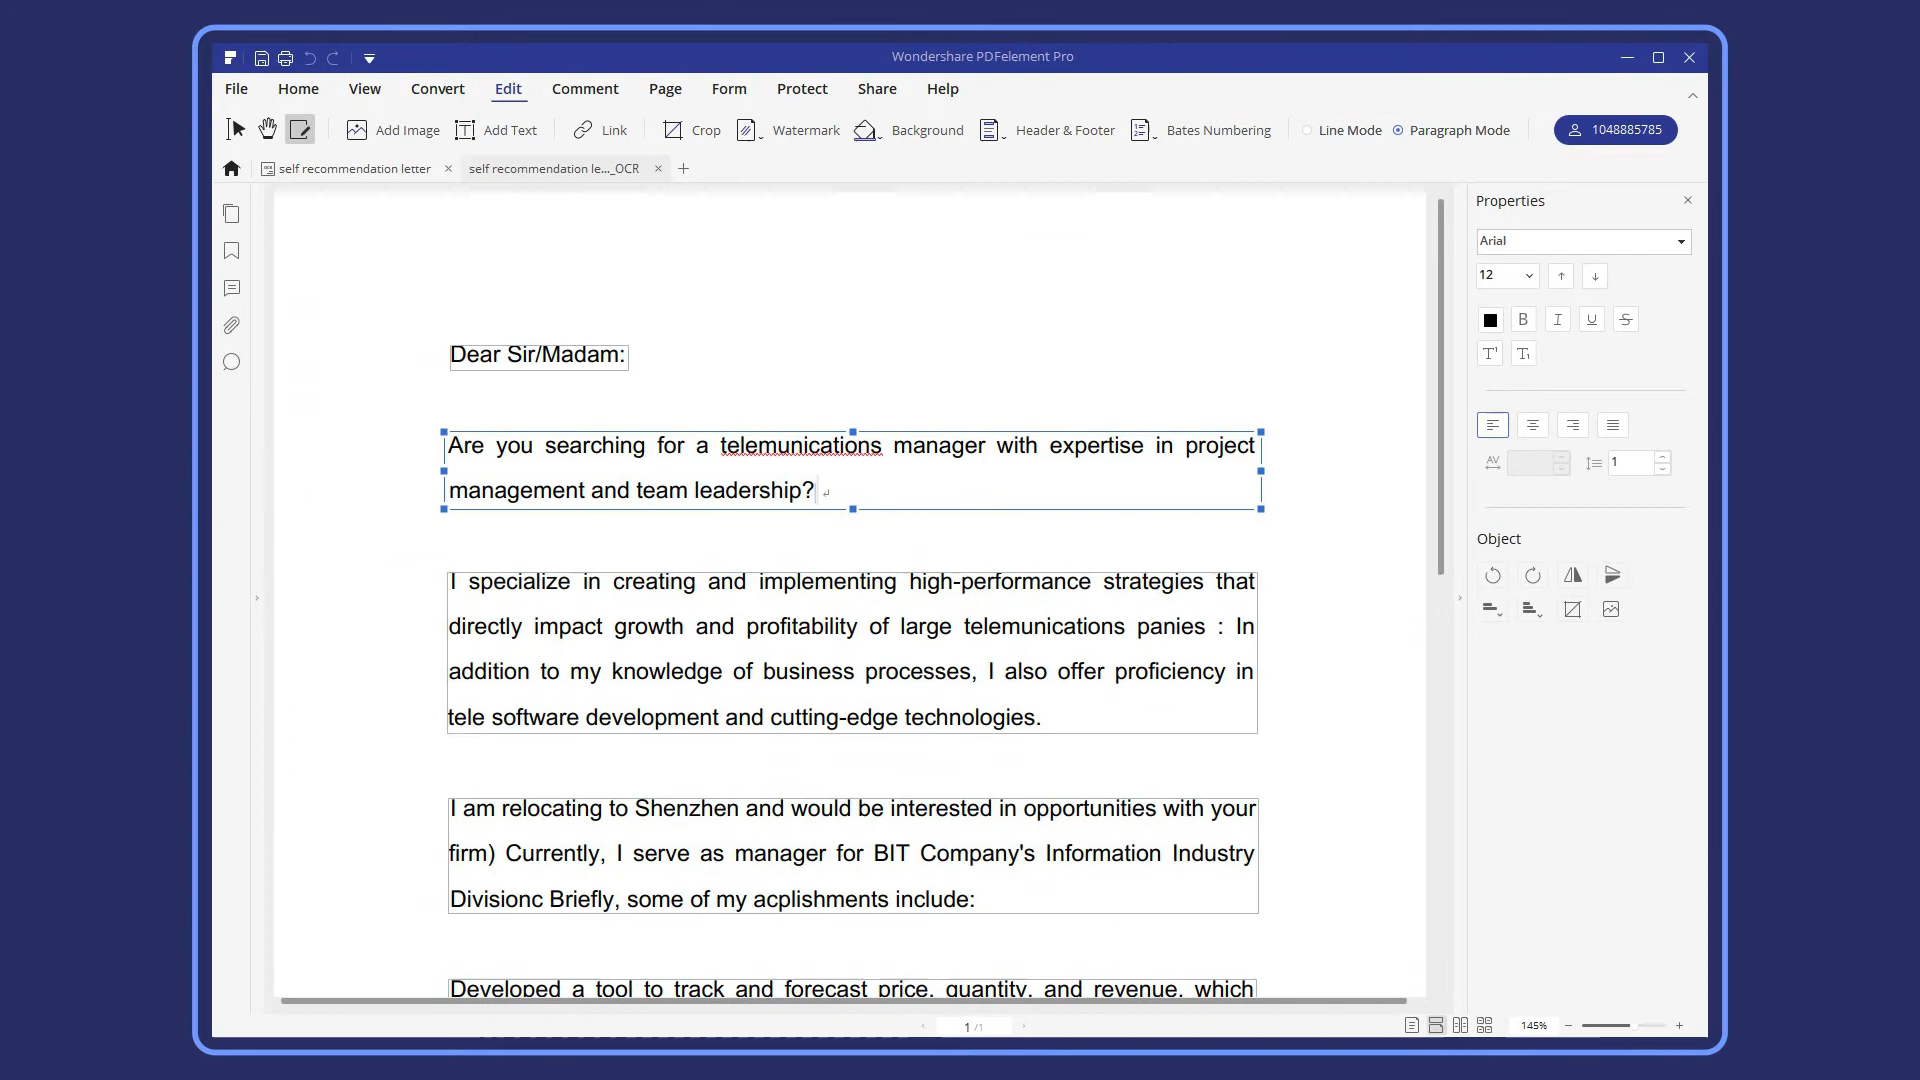 Wondershare PDFelement Pro
File Home View Convert Edit Comment Page Form Protect Share Help
Add Image Add Text Link Crop Watermark Background Header & Footer Bates Numbering Line Mode Paragraph Mode 1048885785
self recommendation letter self recommendation le..._OCR
Properties
Arial
12
B I U S
T¹ T₁
AV 1
Object
Dear Sir/Madam:
Are you searching for a telemunications manager with expertise in project
management and team leadership?
I specialize in creating and implementing high-performance strategies that
directly impact growth and profitability of large telemunications panies : In
addition to my knowledge of business processes, I also offer proficiency in
tele software development and cutting-edge technologies.
I am relocating to Shenzhen and would be interested in opportunities with your
firm) Currently, I serve as manager for BIT Company's Information Industry
Divisionc Briefly, some of my acplishments include:
Developed a tool to track and forecast price, quantity, and revenue, which
1 /1
145%